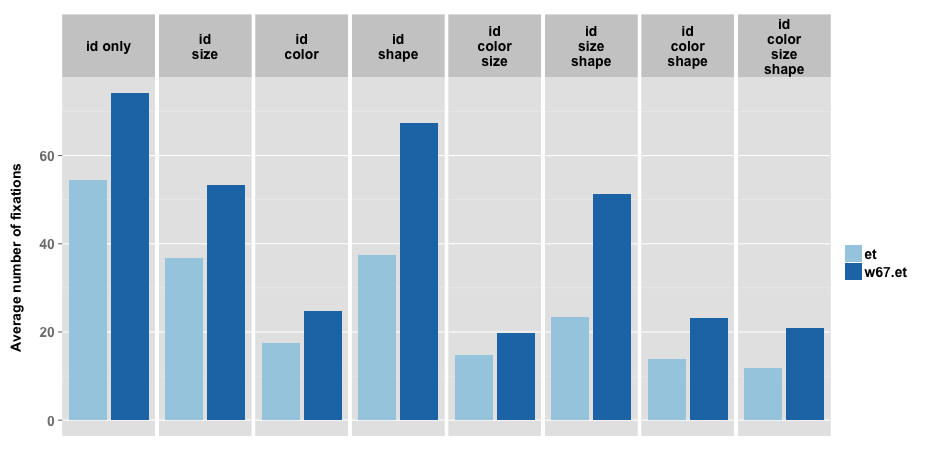 id only
id
size
id
color
id
shape
id
color
size
id
size
shape
id
color
shape
id
color
size
shape
Average number of fixations
60
40
20
0
et
w67.et